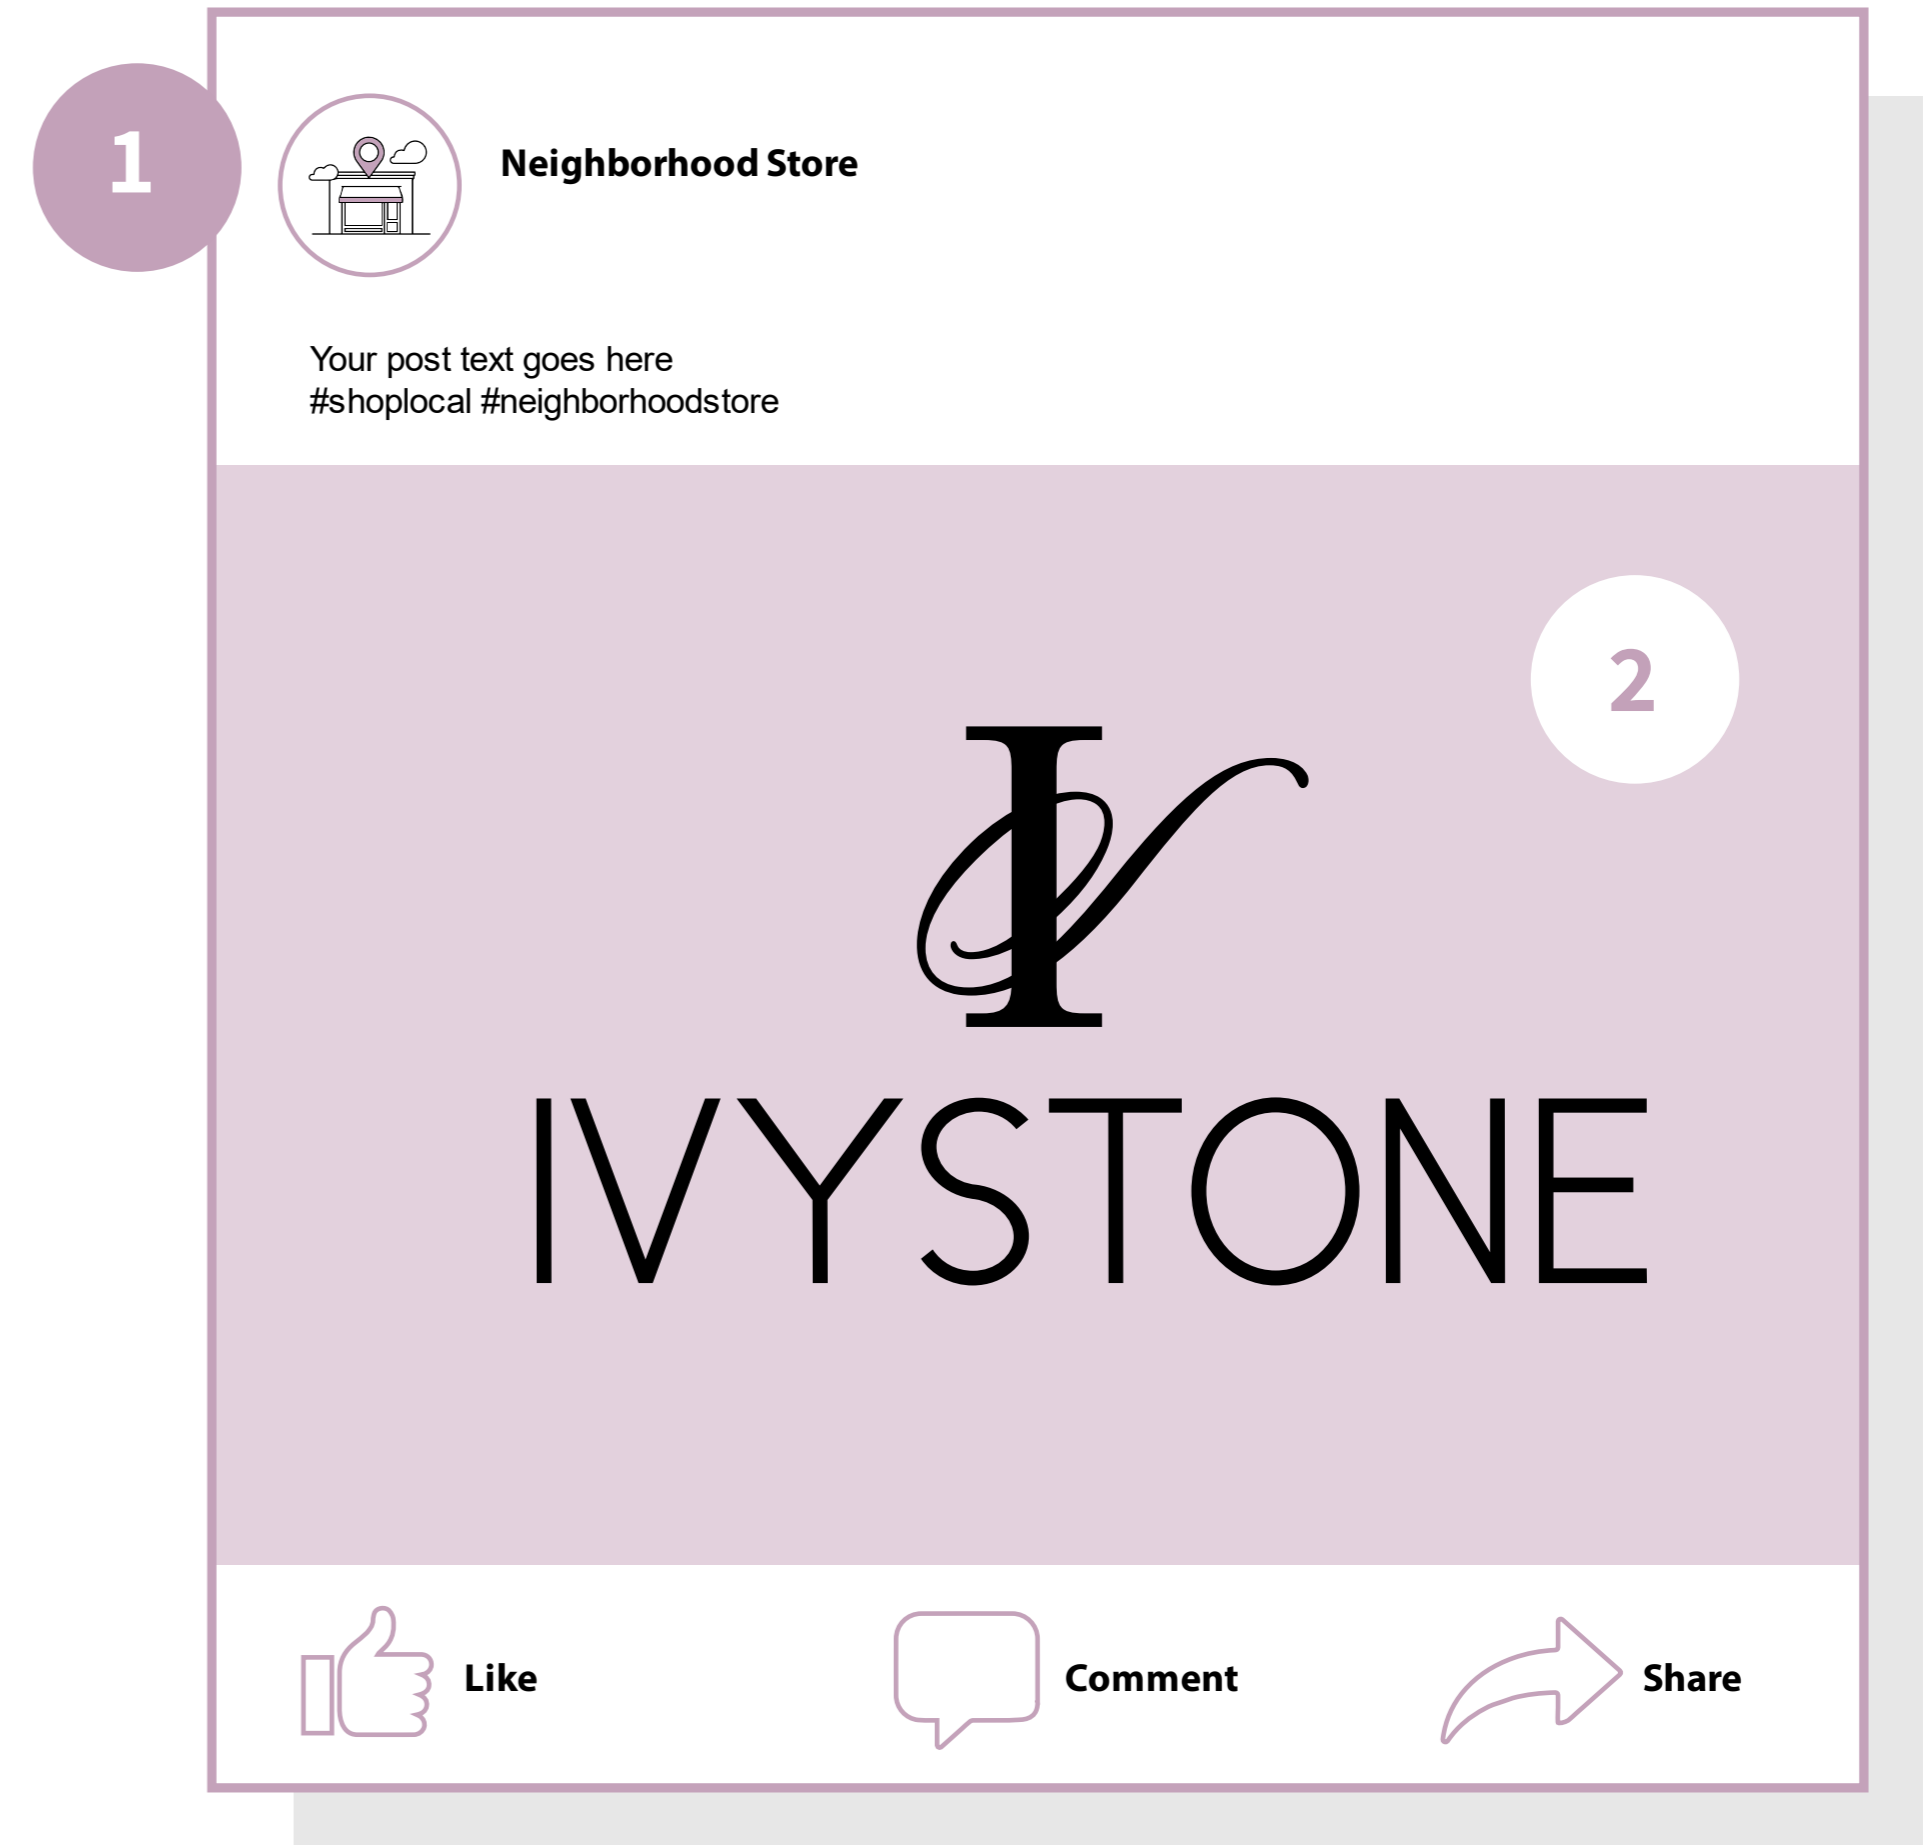 1
Neighborhood Store
Your post text goes here
#shoplocal #neighborhoodstore
2
IV
IVYSTONE
Like
Comment
Share